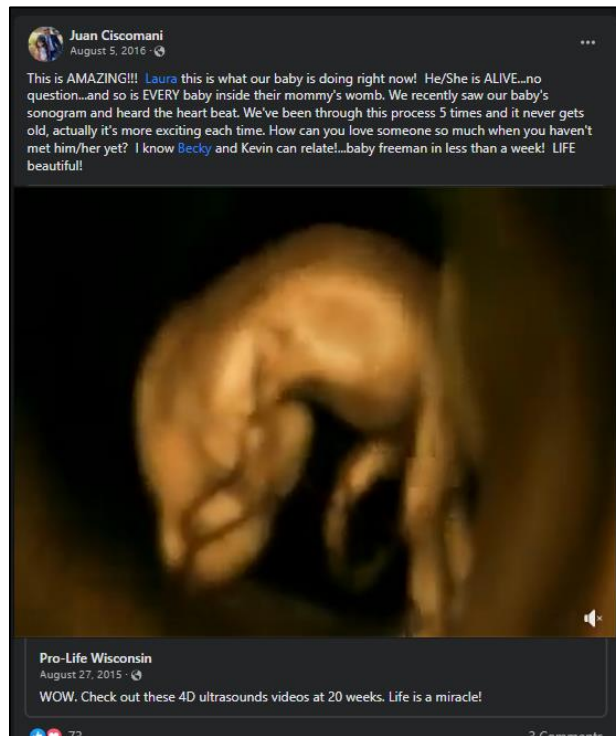 Juan Ciscomani
August 5, 2016 ·
This is AMAZING!!! Laura this is what our baby is doing right now! He/She is ALIVE...no
question...and so is EVERY baby inside their mommy's womb. We recently saw our baby's
sonogram and heard the heart beat. We've been through this process 5 times and it never gets
old, actually it's more exciting each time. How can you love someone so much when you haven't
met him/her yet? I know Becky and Kevin can relate!...baby freeman in less than a week! LIFE
beautiful!
Pro-Life Wisconsin
August 27, 2015 ·
WOW. Check out these 4D ultrasounds videos at 20 weeks. Life is a miracle!
73 3 Comments